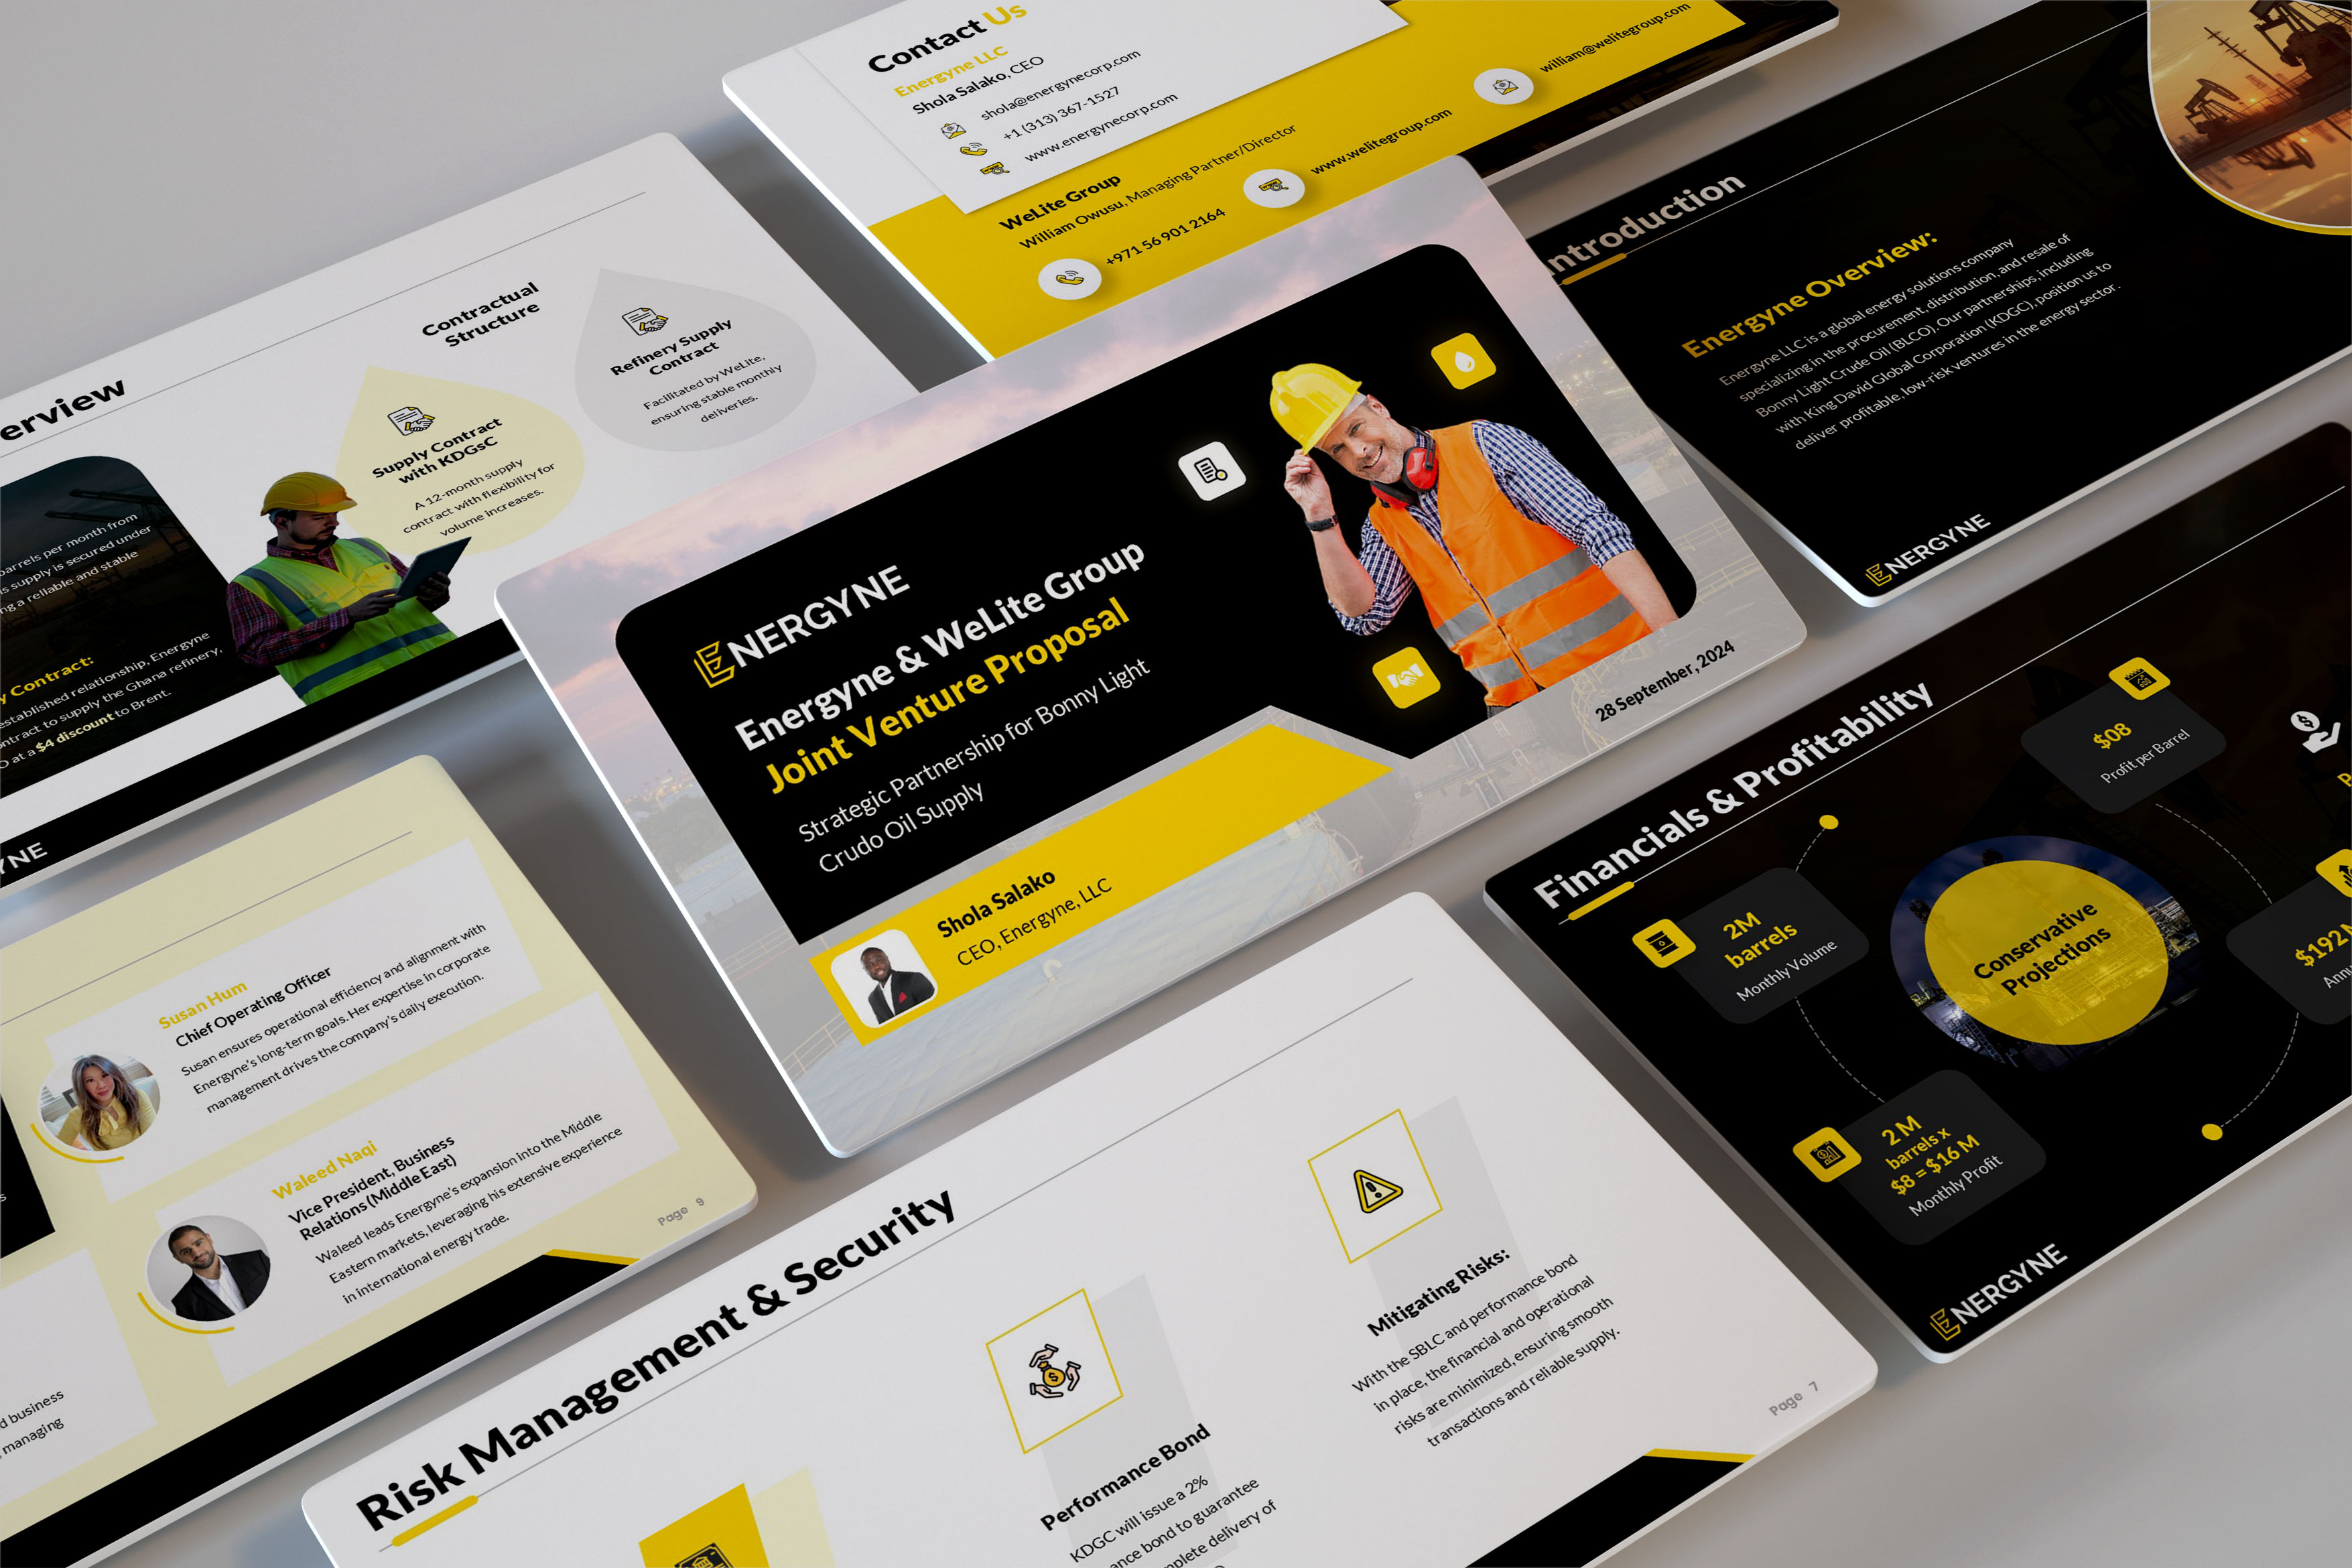 Contact Us
Energyne LLC
Shola Salako, CEO
shola@energynecorp.com
+1 (313) 367-1527
www.energynecorp.com
WeLite Group
William Owusu, Managing Partner/Director
+971 56 901 2164
www.welitegroup.com
william@welitegroup.com
Introduction
Energyne Overview:
Energyne LLC is a global energy solutions company
specializing in the procurement, distribution, and resale of
Bonny Light Crude Oil (BLCO). Our partnerships, including
with King David Global Corporation (KDGC), position us to
deliver profitable, low-risk ventures in the energy sector.
ENERGYNE
erview
Contractual
Structure
Refinery Supply
Contract
Facilitated by WeLite,
ensuring stable monthly
deliveries.
Supply Contract
with KDGsC
A 12-month supply
contract with flexibility for
volume increases.
barrels per month from
s supply is secured under
ng a reliable and stable
y Contract:
established relationship, Energyne
ntract to supply the Ghana refinery,
O at a $4 discount to Brent.
YNE
ENERGYNE
Energyne & WeLite Group
Joint Venture Proposal
Strategic Partnership for Bonny Light
Crudo Oil Supply
28 September, 2024
Shola Salako
CEO, Energyne, LLC
Financials & Profitability
$08
Profit per Barrel
2M
barrels
Monthly Volume
Conservative
Projections
$192M
Annu
2 M
barrels x
$8 = $16 M
Monthly Profit
ENERGYNE
Susan Hum
Chief Operating Officer
Susan ensures operational efficiency and alignment with
Energyne's long-term goals. Her expertise in corporate
management drives the company's daily execution.
Waleed Naqi
Vice President, Business
Relations (Middle East)
Waleed leads Energyne's expansion into the Middle
Eastern markets, leveraging his extensive experience
in international energy trade.
Page 9
d business
managing
Risk Management & Security
Mitigating Risks:
With the SBLC and performance bond
in place, the financial and operational
risks are minimized, ensuring smooth
transactions and reliable supply.
Performance Bond
KDGC will issue a 2%
ance bond to guarantee
plete delivery of
Page 7